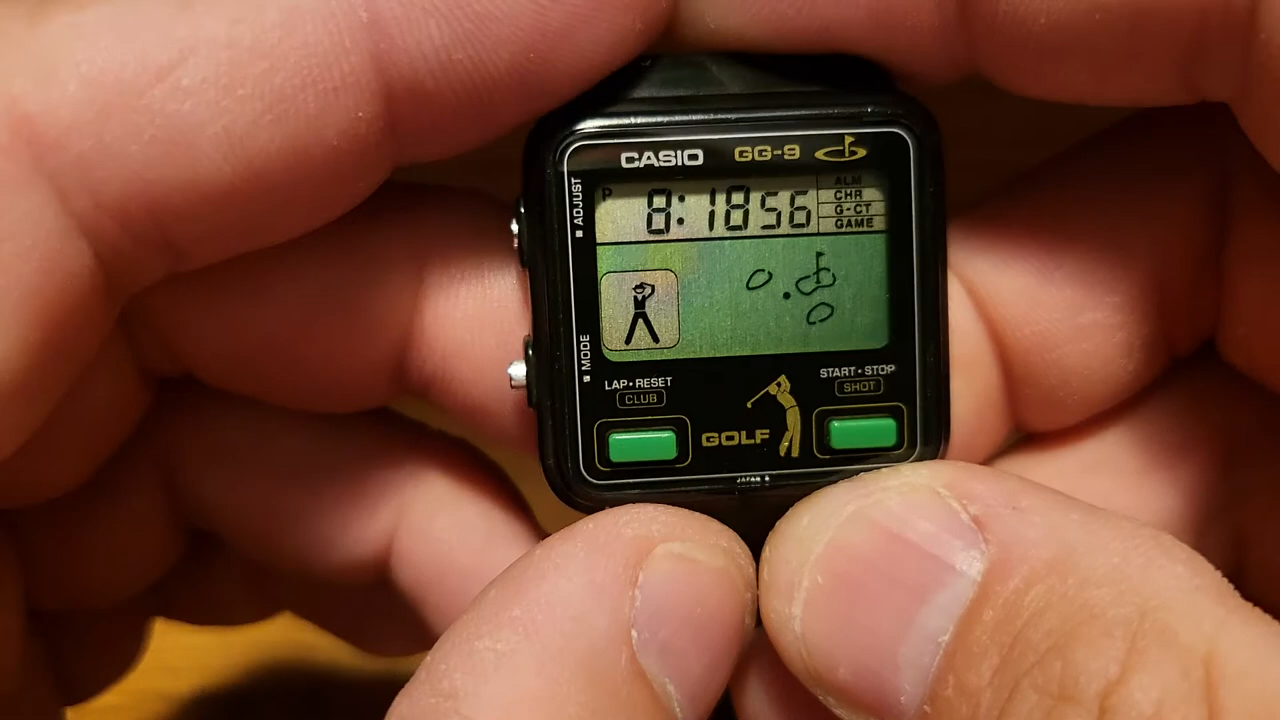 CASIO GG-9
ADJUST
P 8:18 56
ALM
CHR
G-CT
GAME
MODE
LAP•RESET
CLUB
START•STOP
SHOT
GOLF